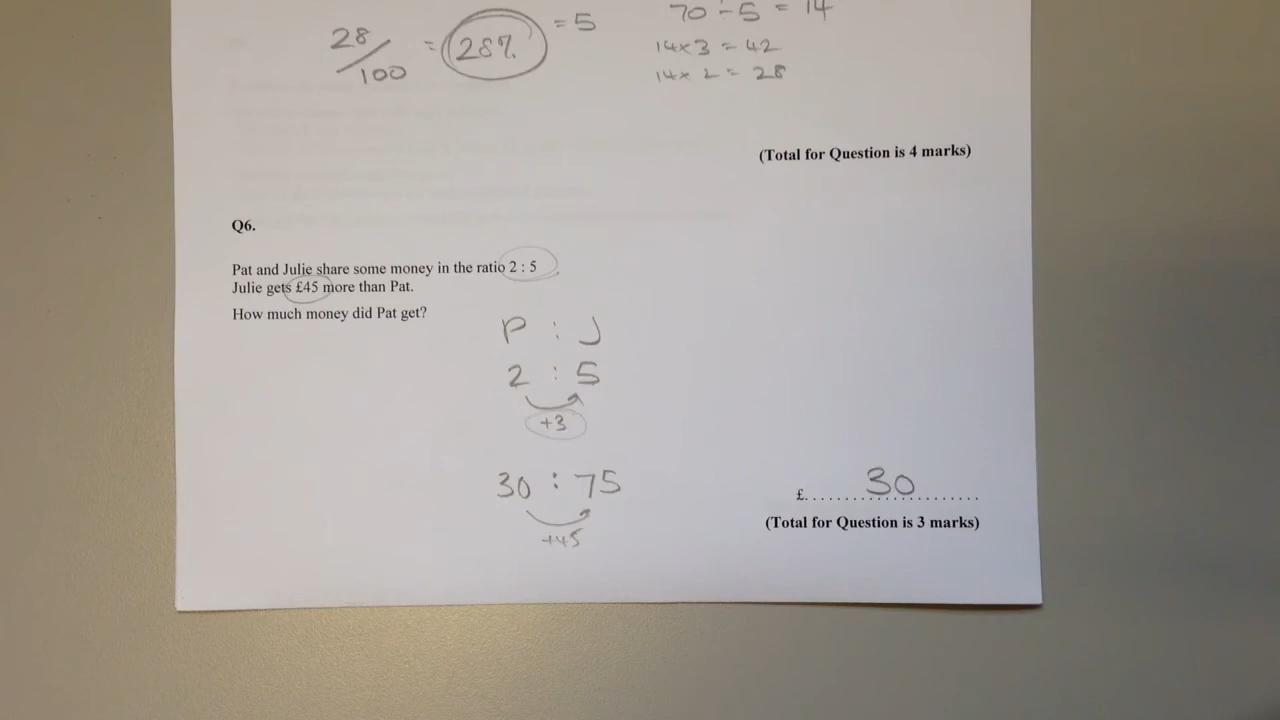 28/100 = 28% = 5
70 ÷ 5 = 14
14 × 3 = 42
14 × 2 = 28
(Total for Question is 4 marks)
Q6.
Pat and Julie share some money in the ratio 2 : 5
Julie gets £45 more than Pat.
How much money did Pat get?
P : J
2 : 5
+3
30 : 75
+45
£..........30..........
(Total for Question is 3 marks)